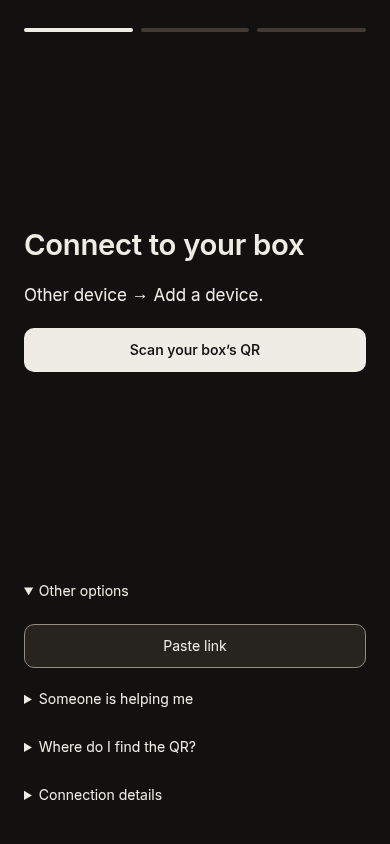 Connect to your box
Other device → Add a device.
Scan your box’s QR
Other options
Paste link
Someone is helping me
Where do I find the QR?
Connection details